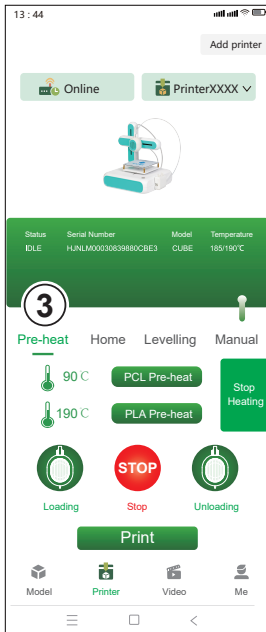 13 : 44
Add printer
Online
PrinterXXXX
Status Serial Number Model Temperature
IDLE HJNLM00030839880CBE3 CUBE 185/190℃
3
Pre-heat Home Levelling Manual
90℃ PCL Pre-heat
Stop
Heating
190℃ PLA Pre-heat
STOP
Loading Stop Unloading
Print
Model Printer Video Me